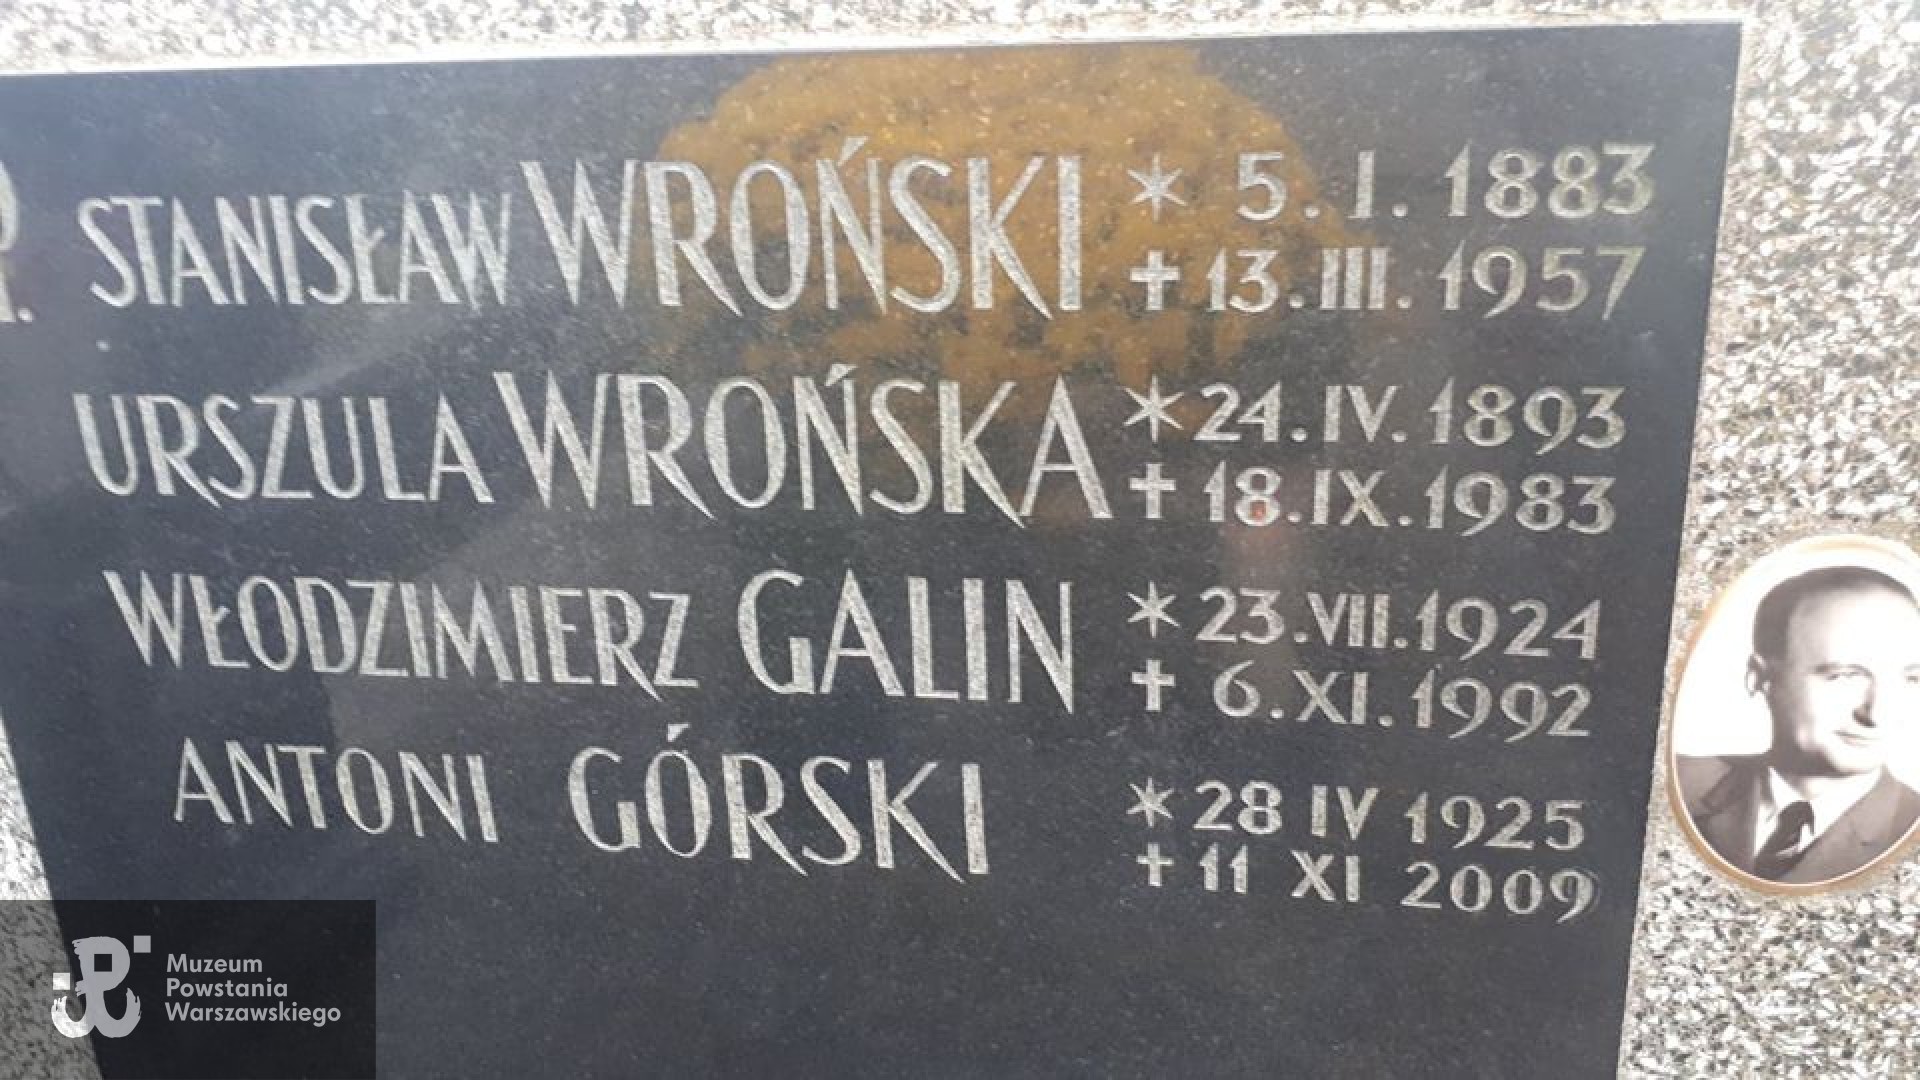 STANISŁAW WROŃSKI * 5. I. 1883
✝ 13. III. 1957
URSZULA WROŃSKA * 24. IV. 1893
✝ 18. IX. 1983
WŁODZIMIERZ GALIN * 23. VII. 1924
✝ 6. XI. 1992
ANTONI GÓRSKI * 28 IV 1925
✝ 11 XI 2009
Muzeum
Powstania
Warszawskiego